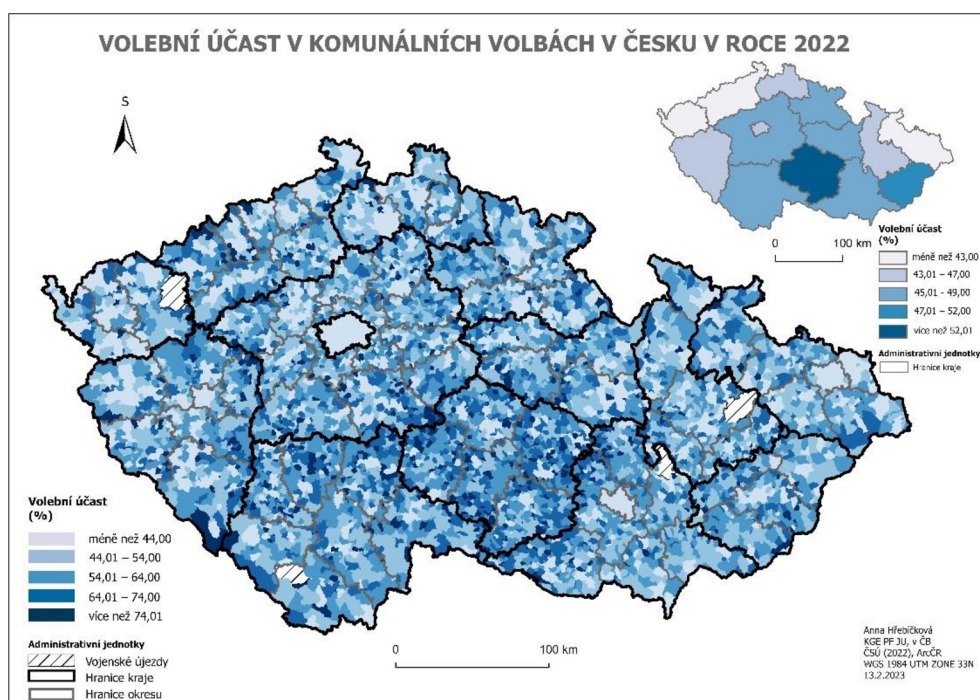 VOLEBNÍ ÚČAST V KOMUNÁLNÍCH VOLBÁCH V ČESKU V ROCE 2022
S
0 100 km
Volební účast
(%)
méně než 43,00
43,01 – 47,00
45,01 - 49,00
47,01 – 52,00
více než 52,01
Administrativní jednotky
Hranice kraje
Volební účast
(%)
méně než 44,00
44,01 – 54,00
54,01 – 64,00
64,01 – 74,00
více než 74,01
Administrativní jednotky
Vojenské újezdy
Hranice kraje
Hranice okresu
0 100 km
Anna Hřebíčková
KGE PF JU, v ČB
ČSÚ (2022), ArcČR
WGS 1984 UTM ZONE 33N
13.2.2023